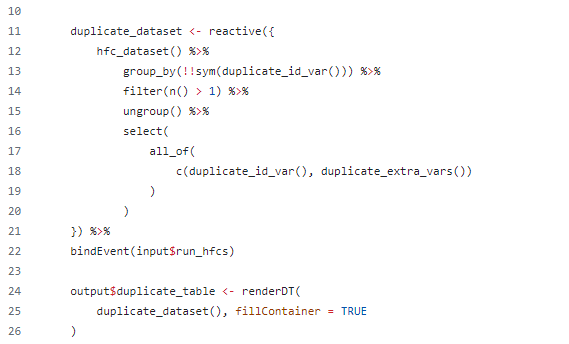 10
11 duplicate_dataset <- reactive({
12 hfc_dataset() %>%
13 group_by(!!sym(duplicate_id_var())) %>%
14 filter(n() > 1) %>%
15 ungroup() %>%
16 select(
17 all_of(
18 c(duplicate_id_var(), duplicate_extra_vars())
19 )
20 )
21 }) %>%
22 bindEvent(input$run_hfcs)
23
24 output$duplicate_table <- renderDT(
25 duplicate_dataset(), fillContainer = TRUE
26 )